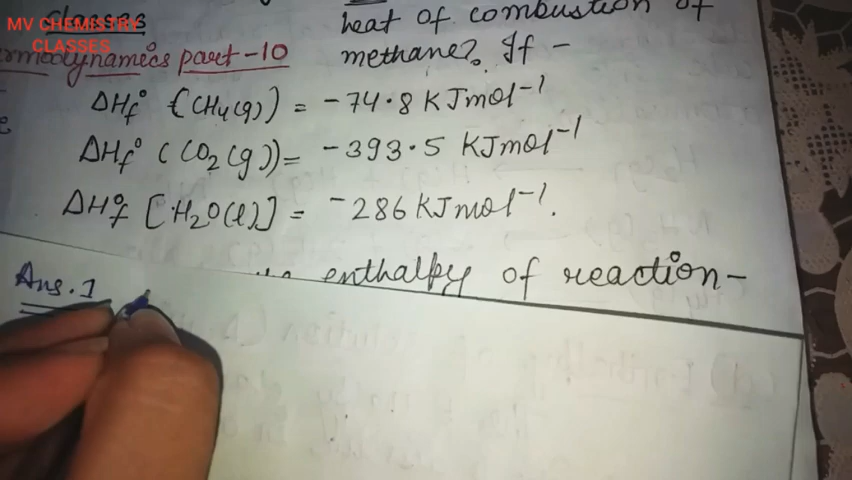 MV CHEMISTRY
CLASSES
classes
heat of combustion of
part-10
methane? If -
ΔHf° (CH4(g)) = -74.8 KJmol-1
ΔHf° (CO2(g)) = -393.5 KJmol-1
ΔHf° [H2O(l)] = -286 KJmol-1.
enthalpy of reaction-
Ans. 1